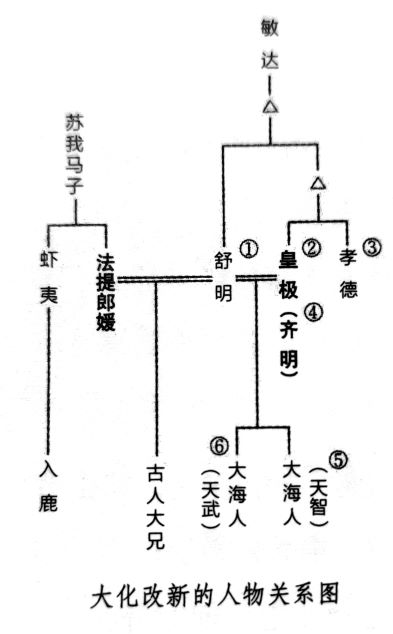 敏达
△
苏我马子
△
舒明 ①
皇极(齐明) ② ④
孝德 ③
虾夷
法提郎媛
入鹿
古人大兄
⑥ 大海人(天武)
大海人(天智) ⑤
大化改新的人物关系图